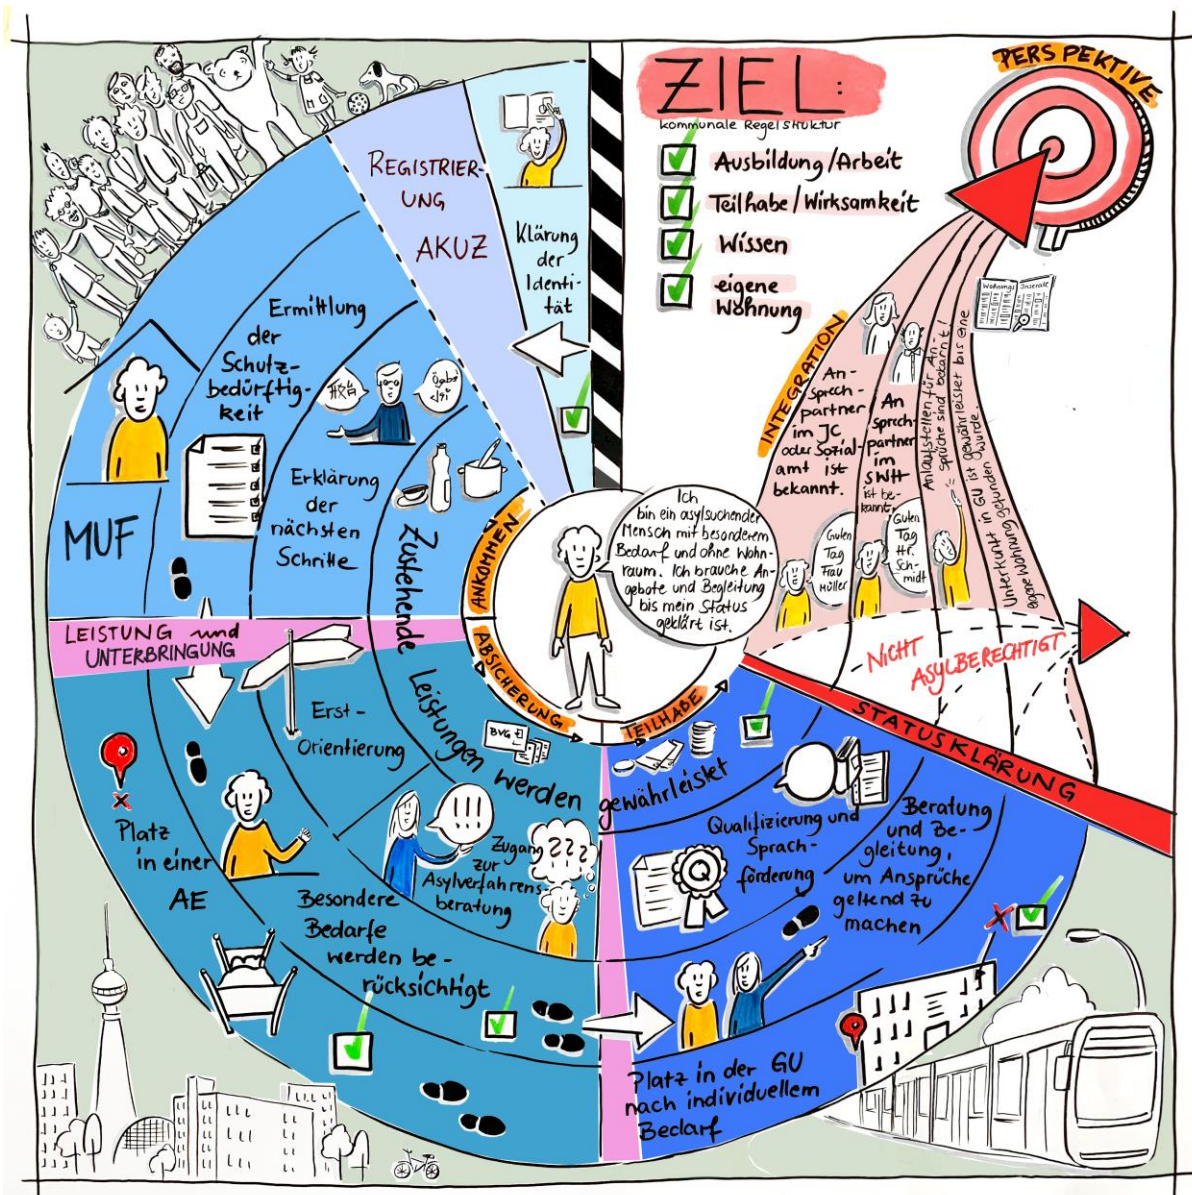 ZIEL:
kommunale Regelstruktur
Ausbildung/Arbeit
Teilhabe/Wirksamkeit
Wissen
eigene
Wohnung
PERSPEKTIVE
Wohnungs
Inserate
REGISTRIER-
UNG
AKUZ
Klärung
der
Identi-
tät
Ermittlung
der
Schutz-
bedürftig-
keit
Erklärung
der
nächsten
Schritte
MUF
ANKOMMEN
Ich
bin ein asylsuchender
Mensch mit besonderem
Bedarf und ohne Wohn-
raum. Ich brauche An-
gebote und Begleitung
bis mein Status
geklärt ist.
INTEGRATION
An-
sprech-
partner
im JC
oder Sozial-
amt ist
bekannt.
An
sprech-
partner
im
SWH
ist be-
kannt.
Anlaufstellen für An-
sprüche sind bekannt!
Unterkunft in GU ist gewährleistet bis eine
eigene Wohnung gefunden wurde.
Guten
Tag
Frau
Müller
Guten
Tag
Hr.
Sch-
midt
NICHT
ASYLBERECHTIGT
STATUSKLÄRUNG
LEISTUNG und
UNTERBRINGUNG
ABSICHERUNG
TEILHABE
Zustehende Leistungen werden gewährleistet
BVG
Erst-
Orientierung
Platz
in einer
AE
!!!
Zugang
zur
Asylverfahrens-
beratung
???
Besondere
Bedarfe
werden be-
rücksichtigt
Qualifizierung und
Sprach-
förderung
Q
Beratung
und Be-
gleitung,
um Ansprüche
geltend zu
machen
Platz in der GU
nach individuellem
Bedarf